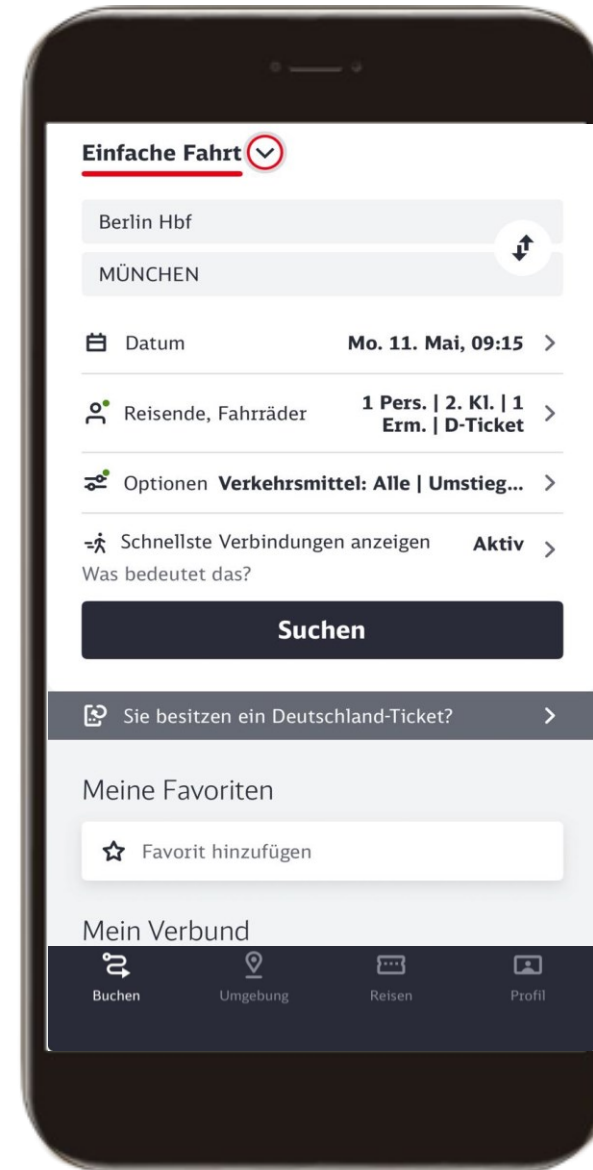 Einfache Fahrt
Berlin Hbf
MÜNCHEN
Datum Mo. 11. Mai, 09:15
Reisende, Fahrräder 1 Pers. | 2. Kl. | 1
Erm. | D-Ticket
Optionen Verkehrsmittel: Alle | Umstieg...
Schnellste Verbindungen anzeigen Aktiv
Was bedeutet das?
Suchen
Sie besitzen ein Deutschland-Ticket?
Meine Favoriten
Favorit hinzufügen
Mein Verbund
Buchen Umgebung Reisen Profil